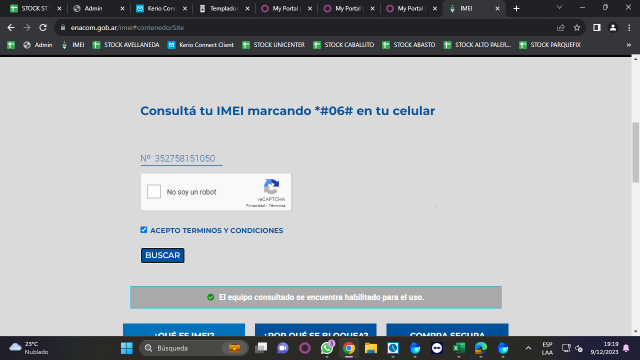 STOCK ST
Admin
Kerio Connect
Templados
My Portal
My Portal
My Portal
IMEI
enacom.gob.ar/imei#contenedorSite
Admin
IMEI
STOCK AVELLANEDA
Kerio Connect Client
STOCK UNICENTER
STOCK CABALLITO
STOCK ABASTO
STOCK ALTO PALER...
STOCK PARQUEFIX
Consultá tu IMEI marcando *#06# en tu celular
Nº 352758151050
No soy un robot
reCAPTCHA
Privacidad - Términos
ACEPTO TERMINOS Y CONDICIONES
BUSCAR
El equipo consultado se encuentra habilitado para el uso.
¿QUÉ ES IMEI?
¿POR QUÉ SE BLOQUEA?
COMPRA SEGURA
23°C
Nublado
Búsqueda
ESP
LAA
19:19
9/12/2023